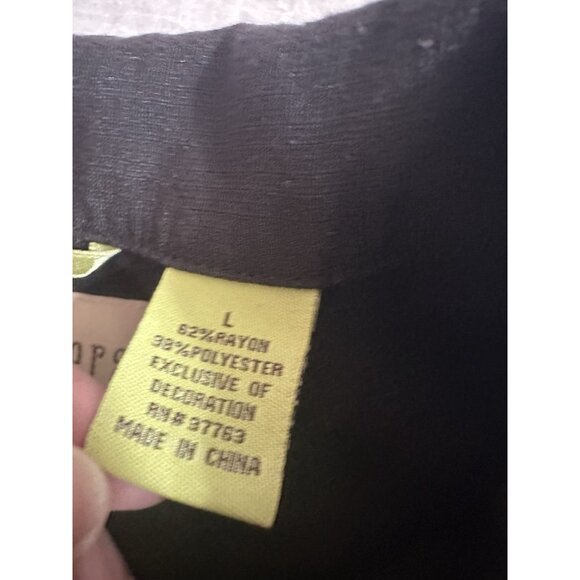 L
62%RAYON
38%POLYESTER
EXCLUSIVE OF
DECORATION
RN# 37763
MADE IN CHINA